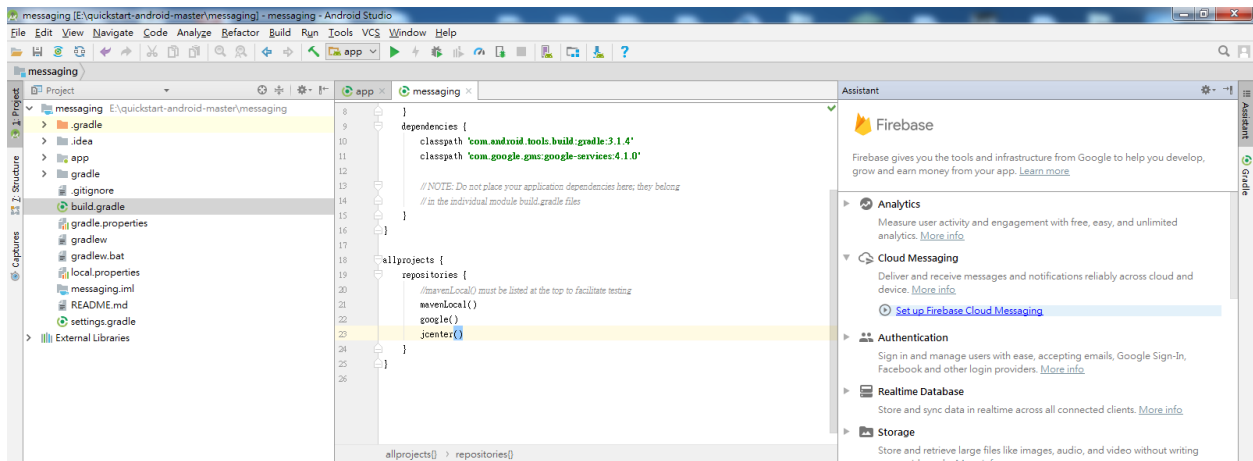 messaging [E:\quickstart-android-master\messaging] - messaging - Android Studio
File Edit View Navigate Code Analyze Refactor Build Run Tools VCS Window Help
app
messaging
Project
app
messaging
Assistant
1: Project
7: Structure
Captures
messaging E:\quickstart-android-master\messaging
.gradle
.idea
app
gradle
.gitignore
build.gradle
gradle.properties
gradlew
gradlew.bat
local.properties
messaging.iml
README.md
settings.gradle
External Libraries
8 }
9 dependencies {
10 classpath 'com.android.tools.build:gradle:3.1.4'
11 classpath 'com.google.gms:google-services:4.1.0'
12
13 // NOTE: Do not place your application dependencies here; they belong
14 // in the individual module build.gradle files
15 }
16 }
17
18 allprojects {
19 repositories {
20 //mavenLocal() must be listed at the top to facilitate testing
21 mavenLocal()
22 google()
23 jcenter()
24 }
25 }
26
allprojects{} › repositories{}
Firebase
Firebase gives you the tools and infrastructure from Google to help you develop,
grow and earn money from your app. Learn more
Analytics
Measure user activity and engagement with free, easy, and unlimited
analytics. More info
Cloud Messaging
Deliver and receive messages and notifications reliably across cloud and
device. More info
Set up Firebase Cloud Messaging
Authentication
Sign in and manage users with ease, accepting emails, Google Sign-In,
Facebook and other login providers. More info
Realtime Database
Store and sync data in realtime across all connected clients. More info
Storage
Store and retrieve large files like images, audio, and video without writing
Assistant
Gradle